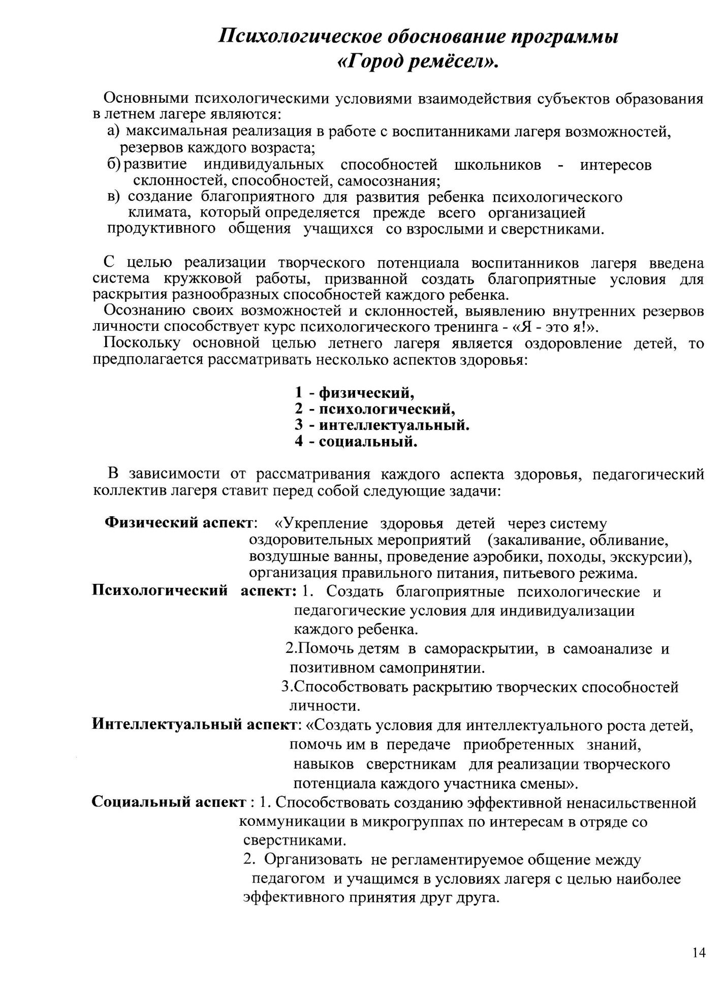 Психологическое обоснование программы
«Город ремёсел».
Основными психологическими условиями взаимодействия субъектов образования
в летнем лагере являются:
а) максимальная реализация в работе с воспитанниками лагеря возможностей,
резервов каждого возраста;
б) развитие индивидуальных способностей школьников - интересов
склонностей, способностей, самосознания;
в) создание благоприятного для развития ребенка психологического
климата, который определяется прежде всего организацией
продуктивного общения учащихся со взрослыми и сверстниками.
С целью реализации творческого потенциала воспитанников лагеря введена
система кружковой работы, призванной создать благоприятные условия для
раскрытия разнообразных способностей каждого ребенка.
Осознанию своих возможностей и склонностей, выявлению внутренних резервов
личности способствует курс психологического тренинга - «Я - это я!».
Поскольку основной целью летнего лагеря является оздоровление детей, то
предполагается рассматривать несколько аспектов здоровья:
1 - физический,
2 - психологический,
3 - интеллектуальный.
4 - социальный.
В зависимости от рассматривания каждого аспекта здоровья, педагогический
коллектив лагеря ставит перед собой следующие задачи:
Физический аспект: «Укрепление здоровья детей через систему
оздоровительных мероприятий (закаливание, обливание,
воздушные ванны, проведение аэробики, походы, экскурсии),
организация правильного питания, питьевого режима.
Психологический аспект: 1. Создать благоприятные психологические и
педагогические условия для индивидуализации
каждого ребенка.
2.Помочь детям в самораскрытии, в самоанализе и
позитивном самопринятии.
3.Способствовать раскрытию творческих способностей
личности.
Интеллектуальный аспект: «Создать условия для интеллектуального роста детей,
помочь им в передаче приобретенных знаний,
навыков сверстникам для реализации творческого
потенциала каждого участника смены».
Социальный аспект : 1. Способствовать созданию эффективной ненасильственной
коммуникации в микрогруппах по интересам в отряде со
сверстниками.
2. Организовать не регламентируемое общение между
педагогом и учащимся в условиях лагеря с целью наиболее
эффективного принятия друг друга.
14